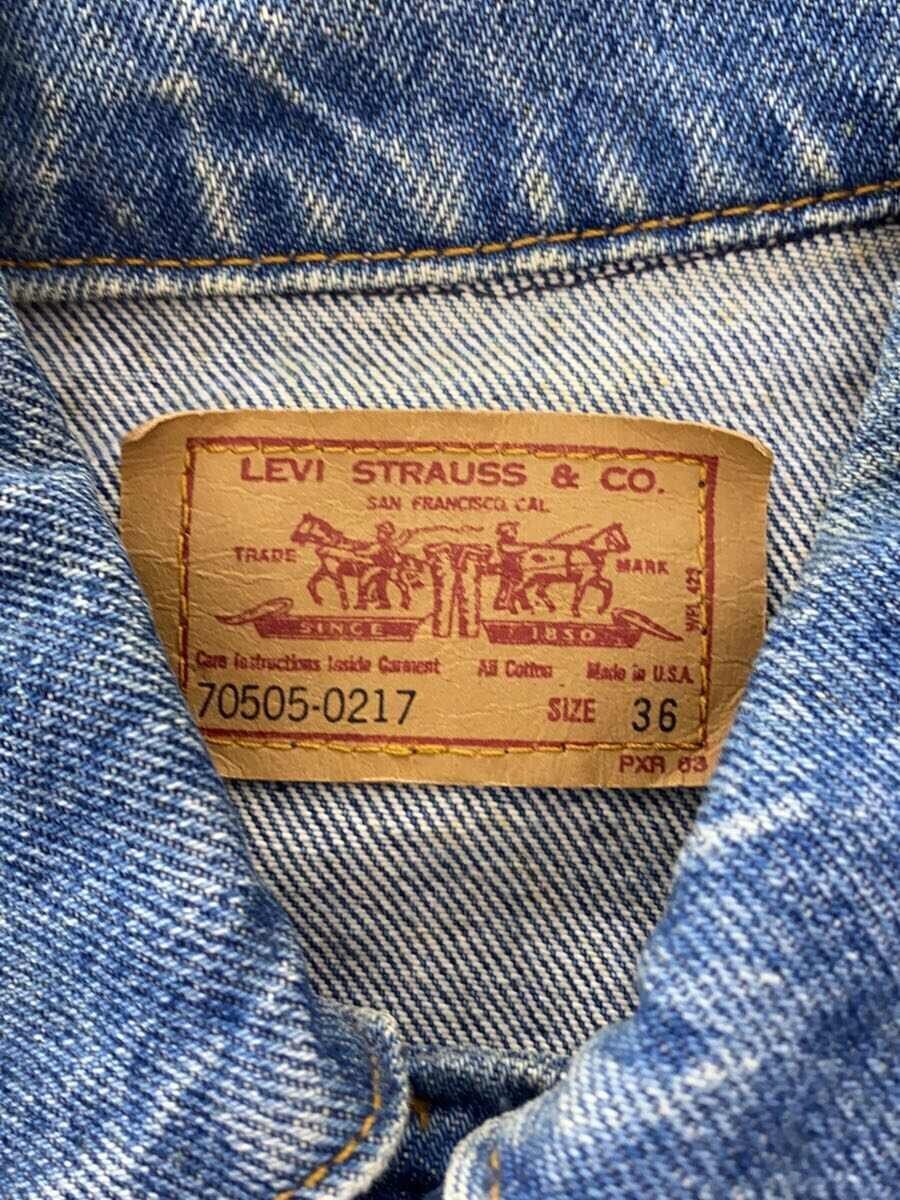 LEVI STRAUSS & CO.
SAN FRANCISCO, CAL.
TRADE MARK
WPL 423
SINCE 1850
Care Instructions Inside Garment All Cotton Made in U.S.A.
70505-0217 SIZE 36
PXR 63